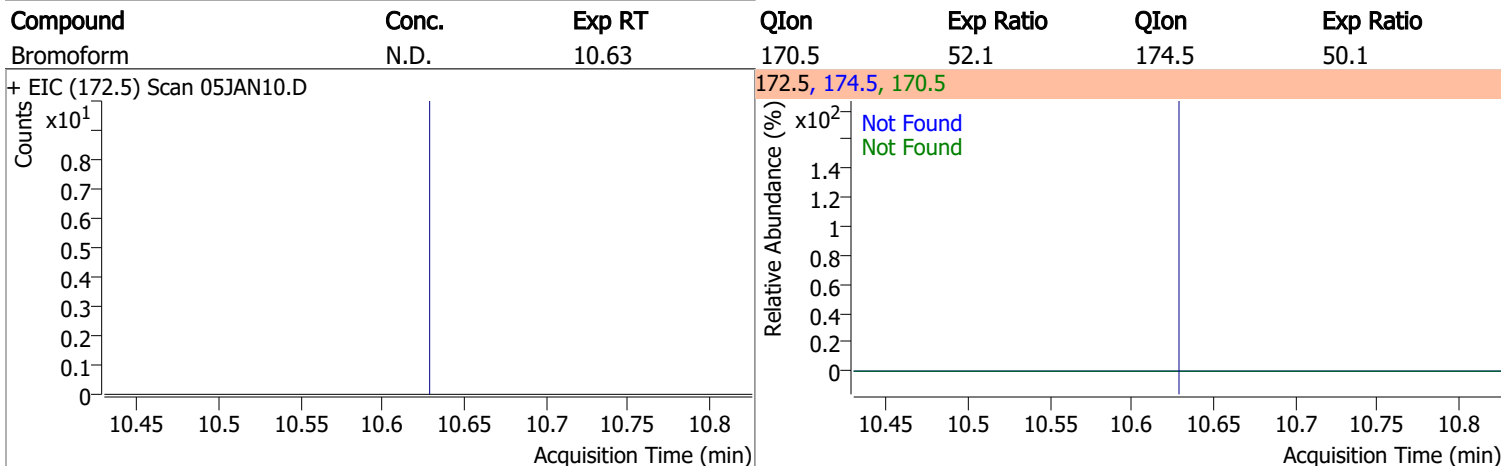 Compound Conc. Exp RT QIon Exp Ratio QIon Exp Ratio
Bromoform N.D. 10.63 170.5 52.1 174.5 50.1
+ EIC (172.5) Scan 05JAN10.D
Counts
x10¹
0.8
0.7
0.6
0.5
0.4
0.3
0.2
0.1
0
10.45 10.5 10.55 10.6 10.65 10.7 10.75 10.8
Acquisition Time (min)
172.5, 174.5, 170.5
Relative Abundance (%)
x10²
Not Found
Not Found
1.4
1.2
1
0.8
0.6
0.4
0.2
0
10.45 10.5 10.55 10.6 10.65 10.7 10.75 10.8
Acquisition Time (min)